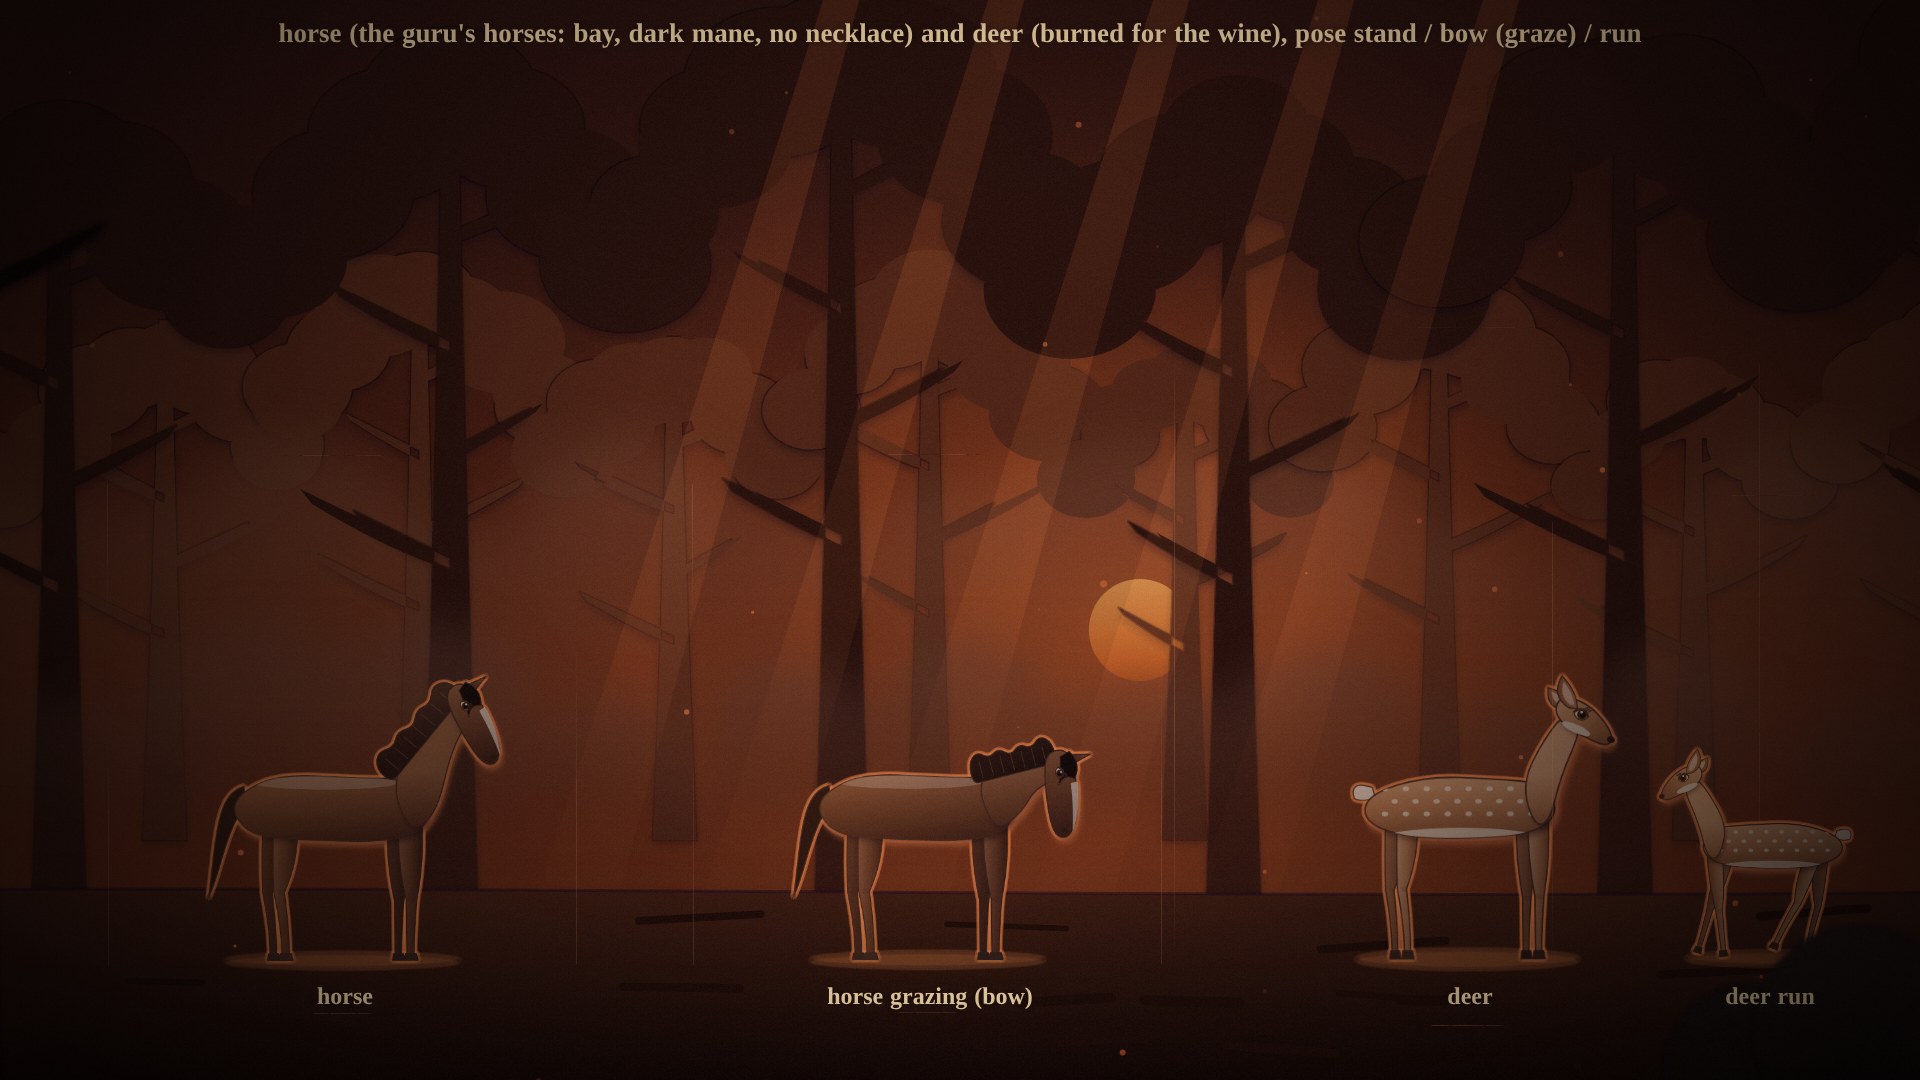 horse (the guru's horses: bay, dark mane, no necklace) and deer (burned for the wine), pose stand / bow (graze) / run
horse
horse grazing (bow)
deer
deer run